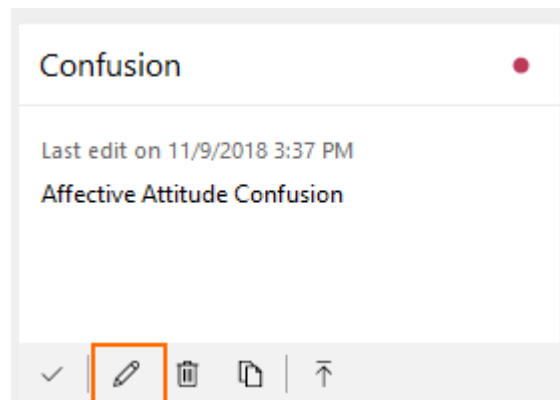 Confusion
Last edit on 11/9/2018 3:37 PM
Affective Attitude Confusion